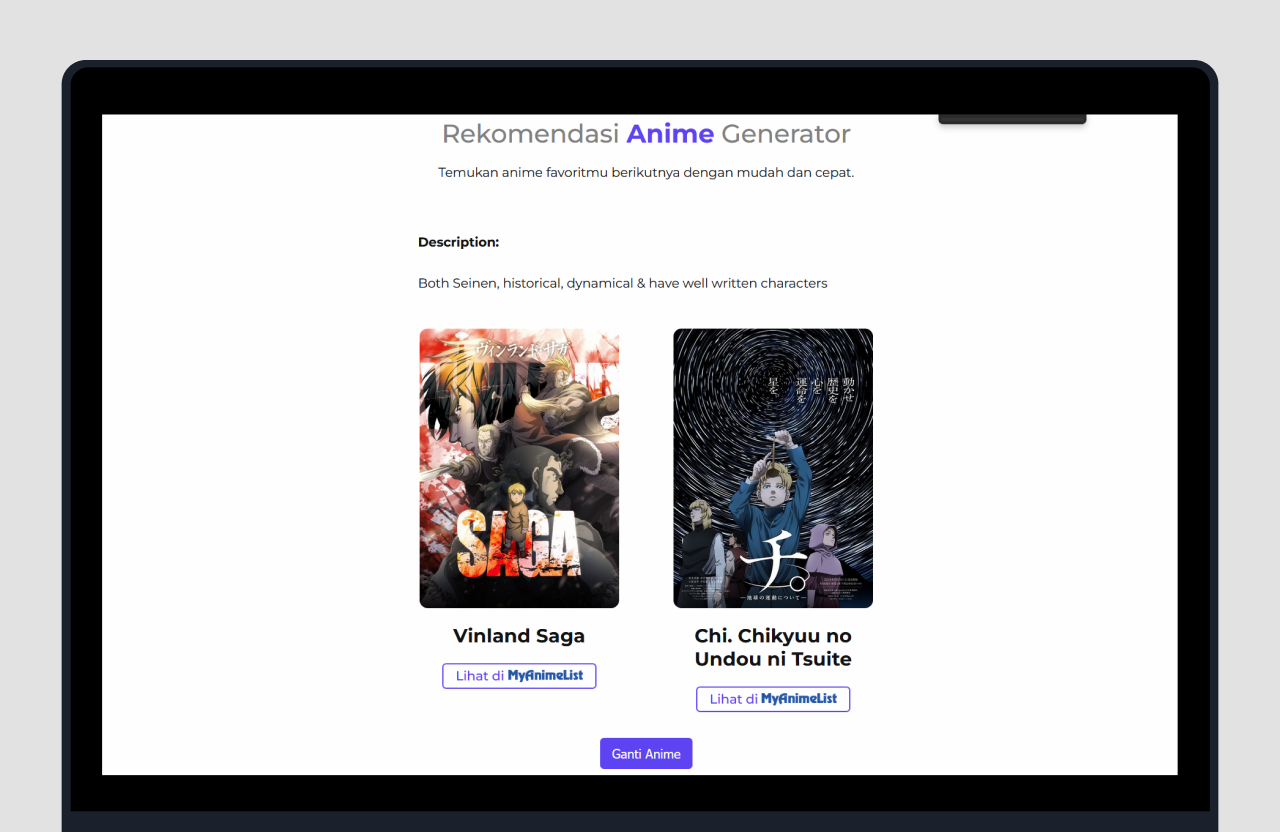 Rekomendasi Anime Generator
Temukan anime favoritmu berikutnya dengan mudah dan cepat.
Description:
Both Seinen, historical, dynamical & have well written characters
ヴィンランド・サガ
SAGA
動かせ
歴史を
心を
運命を
星を
チ。
―地球の運動について―
Vinland Saga
Chi. Chikyuu no
Undou ni Tsuite
Lihat di MyAnimeList
Lihat di MyAnimeList
Ganti Anime